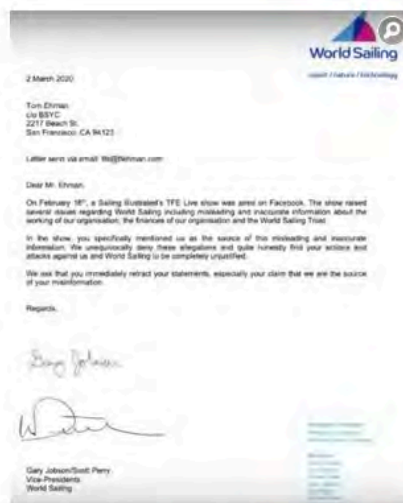 World Sailing
sport / nature / technology
2 March 2020
Tom Ehman
c/o BSYC
2217 Beach St.
San Francisco, CA 94123
Letter sent via email:
Dear Mr. Ehman,
On February 16th, a Sailing Illustrated's TFE Live show was aired on Facebook. The show raised
several issues regarding World Sailing including misleading and inaccurate information about the
working of our organisation, the finances of our organisation and the World Sailing Trust.
In the show, you specifically mentioned us as the source of this misleading and inaccurate
information. We unequivocally deny these allegations and quite honestly find your actions and
attacks against us and World Sailing to be completely unjustified.
We ask that you immediately retract your statements, especially your claim that we are the source
of your misinformation.
Regards,
Gary Jobson
Gary Jobson/Scott Perry
Vice-Presidents
World Sailing